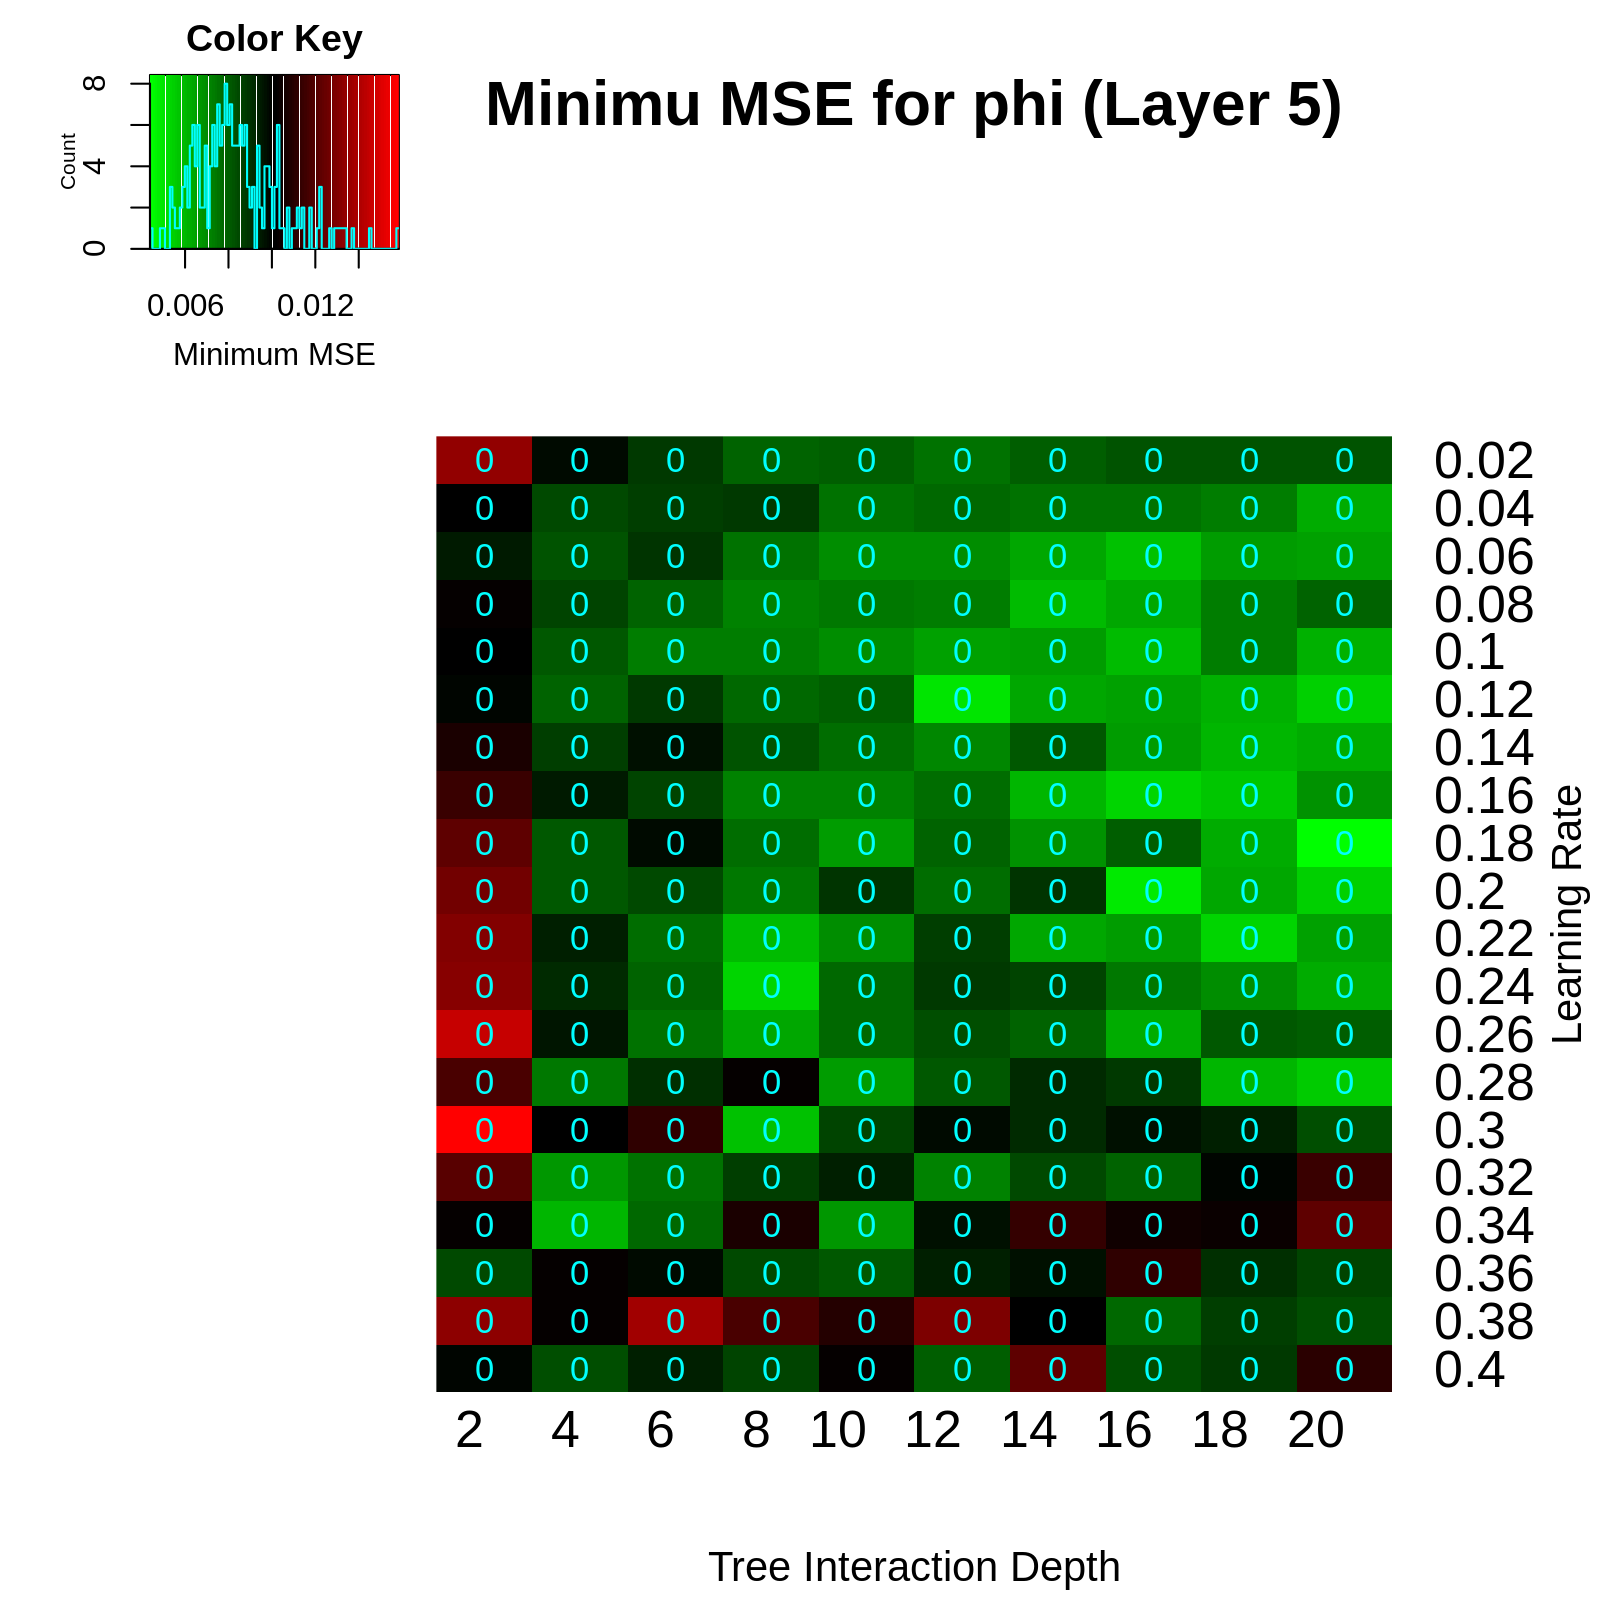 Color Key
Minimu MSE for phi (Layer 5)
8
4
0
Count
0.006 0.012
Minimum MSE
0 0 0 0 0 0 0 0 0 0 0.02
0 0 0 0 0 0 0 0 0 0 0.04
0 0 0 0 0 0 0 0 0 0 0.06
0 0 0 0 0 0 0 0 0 0 0.08
0 0 0 0 0 0 0 0 0 0 0.1
0 0 0 0 0 0 0 0 0 0 0.12
0 0 0 0 0 0 0 0 0 0 0.14
0 0 0 0 0 0 0 0 0 0 0.16
0 0 0 0 0 0 0 0 0 0 0.18
0 0 0 0 0 0 0 0 0 0 0.2
0 0 0 0 0 0 0 0 0 0 0.22
0 0 0 0 0 0 0 0 0 0 0.24
0 0 0 0 0 0 0 0 0 0 0.26
0 0 0 0 0 0 0 0 0 0 0.28
0 0 0 0 0 0 0 0 0 0 0.3
0 0 0 0 0 0 0 0 0 0 0.32
0 0 0 0 0 0 0 0 0 0 0.34
0 0 0 0 0 0 0 0 0 0 0.36
0 0 0 0 0 0 0 0 0 0 0.38
0 0 0 0 0 0 0 0 0 0 0.4
Learning Rate
2 4 6 8 10 12 14 16 18 20
Tree Interaction Depth